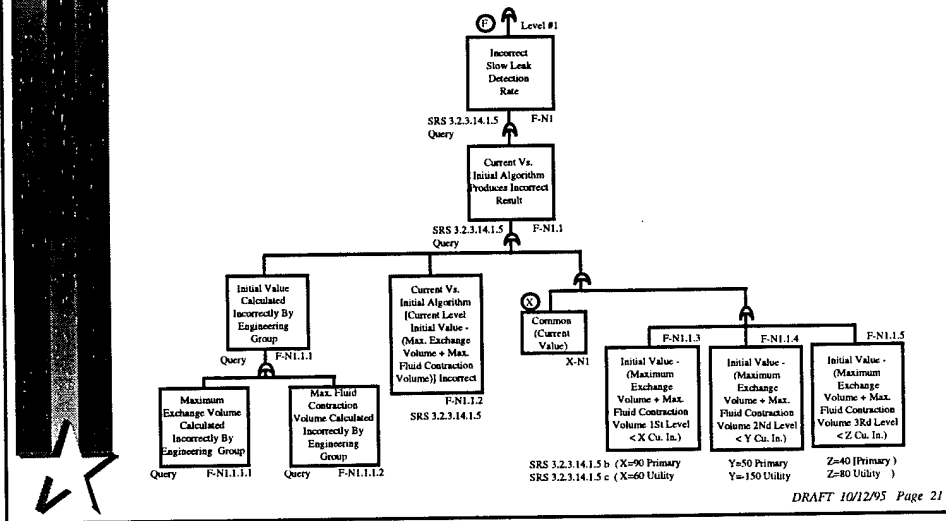 F
Level #1
Incorrect
Slow Leak
Detection
Rate
SRS 3.2.3.14.1.5
Query
F-N1
Current Vs.
Initial Algorithm
Produces Incorrect
Result
SRS 3.2.3.14.1.5
Query
F-N1.1
Initial Value
Calculated
Incorrectly By
Engineering
Group
Query
F-N1.1.1
Maximum
Exchange Volume
Calculated
Incorrectly By
Engineering Group
Query
F-N1.1.1.1
Max. Fluid
Contraction
Volume Calculated
Incorrectly By
Engineering
Group
Query
F-N1.1.1.2
Current Vs.
Initial Algorithm
[Current Level
Initial Value -
(Max. Exchange
Volume + Max.
Fluid Contraction
Volume)] Incorrect
F-N1.1.2
SRS 3.2.3.14.1.5
X
Common
(Current
Value)
X-N1
F-N1.1.3
Initial Value -
(Maximum
Exchange
Volume + Max.
Fluid Contraction
Volume 1St Level
< X Cu. In.)
F-N1.1.4
Initial Value -
(Maximum
Exchange
Volume + Max.
Fluid Contraction
Volume 2Nd Level
< Y Cu. In.)
F-N1.1.5
Initial Value -
(Maximum
Exchange
Volume + Max.
Fluid Contraction
Volume 3Rd Level
< Z Cu. In.)
SRS 3.2.3.14.1.5 b (X=90 Primary Y=50 Primary Z=40 [Primary )
SRS 3.2.3.14.1.5 c (X=60 Utility Y=-150 Utility Z=80 Utility )
DRAFT 10/12/95 Page 21